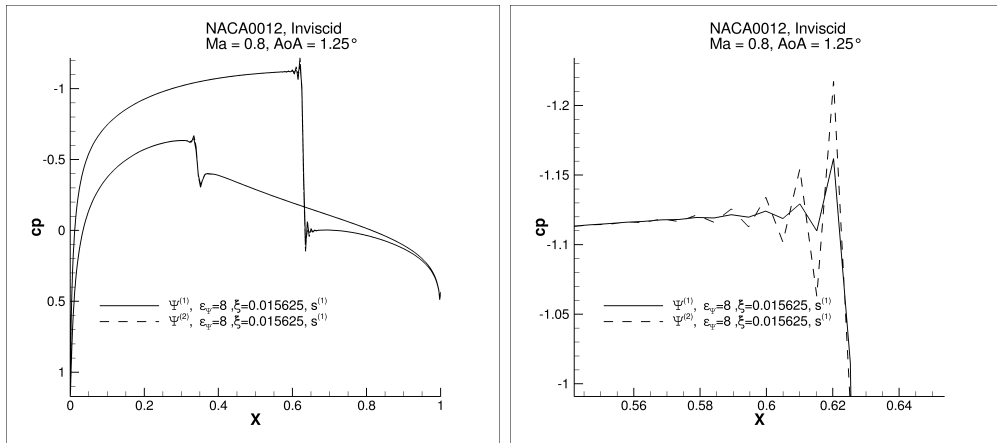 NACA0012, Inviscid
Ma = 0.8, AoA = 1.25°
-1
-0.5
0
0.5
1
cp
Ψ⁽¹⁾, εΨ=8 ,ξ=0.015625, s⁽¹⁾
Ψ⁽²⁾, εΨ=8 ,ξ=0.015625, s⁽¹⁾
0 0.2 0.4 0.6 0.8 1
X
NACA0012, Inviscid
Ma = 0.8, AoA = 1.25°
-1.2
-1.15
-1.1
-1.05
-1
cp
Ψ⁽¹⁾, εΨ=8 ,ξ=0.015625, s⁽¹⁾
Ψ⁽²⁾, εΨ=8 ,ξ=0.015625, s⁽¹⁾
0.56 0.58 0.6 0.62 0.64
X